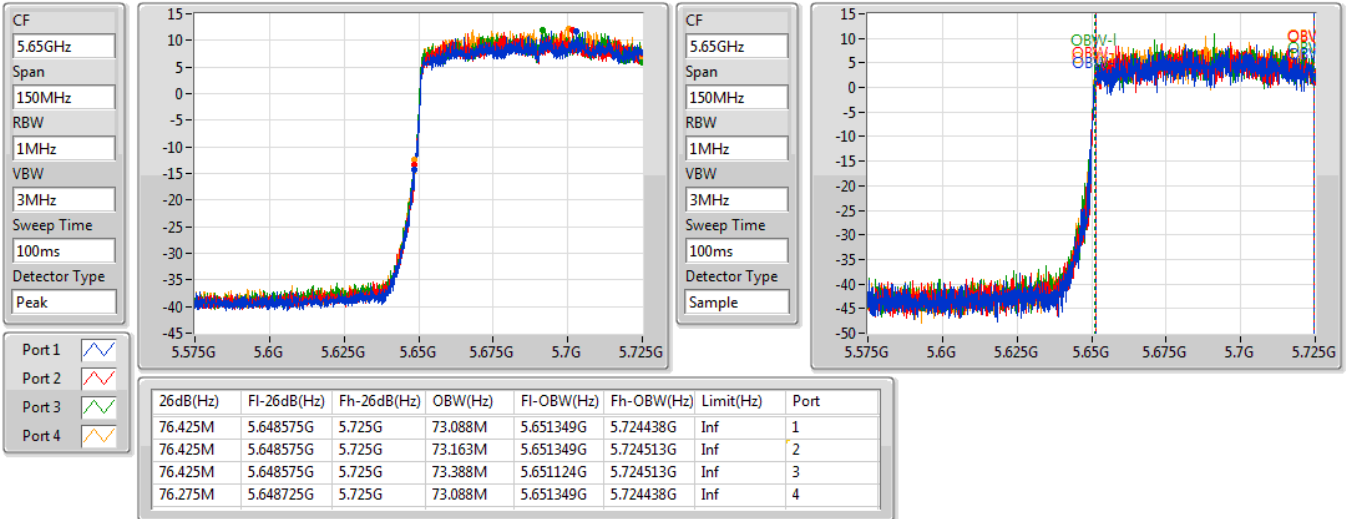 CF
5.65GHz
Span
150MHz
RBW
1MHz
VBW
3MHz
Sweep Time
100ms
Detector Type
Peak
15
10
5
0
-5
-10
-15
-20
-25
-30
-35
-40
-45
5.575G 5.6G 5.625G 5.65G 5.675G 5.7G 5.725G
CF
5.65GHz
Span
150MHz
RBW
1MHz
VBW
3MHz
Sweep Time
100ms
Detector Type
Sample
15
10
5
0
-5
-10
-15
-20
-25
-30
-35
-40
-45
-50
OBW-l
5.575G 5.6G 5.625G 5.65G 5.675G 5.7G 5.725G
Port 1
Port 2
Port 3
Port 4
26dB(Hz) Fl-26dB(Hz) Fh-26dB(Hz) OBW(Hz) Fl-OBW(Hz) Fh-OBW(Hz) Limit(Hz) Port
76.425M 5.648575G 5.725G 73.088M 5.651349G 5.724438G Inf 1
76.425M 5.648575G 5.725G 73.163M 5.651349G 5.724513G Inf 2
76.425M 5.648575G 5.725G 73.388M 5.651124G 5.724513G Inf 3
76.275M 5.648725G 5.725G 73.088M 5.651349G 5.724438G Inf 4